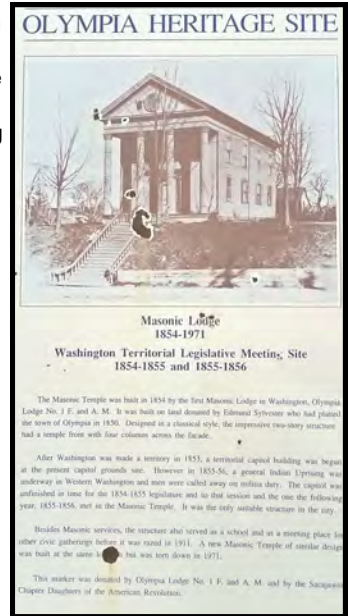 OLYMPIA HERITAGE SITE
Masonic Lodge
1854-1971
Washington Territorial Legislative Meeting Site
1854-1855 and 1855-1856
The Masonic Temple was built in 1854 by the first Masonic Lodge in Washington, Olympia
Lodge No. 1 F. and A. M. It was built on land donated by Edmund Sylvester who had platted
the town of Olympia in 1850. Designed in a classical style, the impressive two-story structure
had a temple front with four columns across the facade.
After Washington was made a territory in 1853, a territorial capitol building was begun
at the present capitol grounds site. However in 1855-56, a general Indian Uprising was
underway in Western Washington and men were called away on militia duty. The capitol was
unfinished in time for the 1854-1855 legislature and so that session and the one the following
year, 1855-1856, met in the Masonic Temple. It was the only suitable structure in the city.
Besides Masonic services, the structure also served as a school and as a meeting place for
other civic gatherings before it was razed in 1911. A new Masonic Temple of similar design
was built at the same but was torn down in 1971.
This marker was donated by Olympia Lodge No. 1 F. and A. M. and by the Sacajawea
Chapter Daughters of the American Revolution.